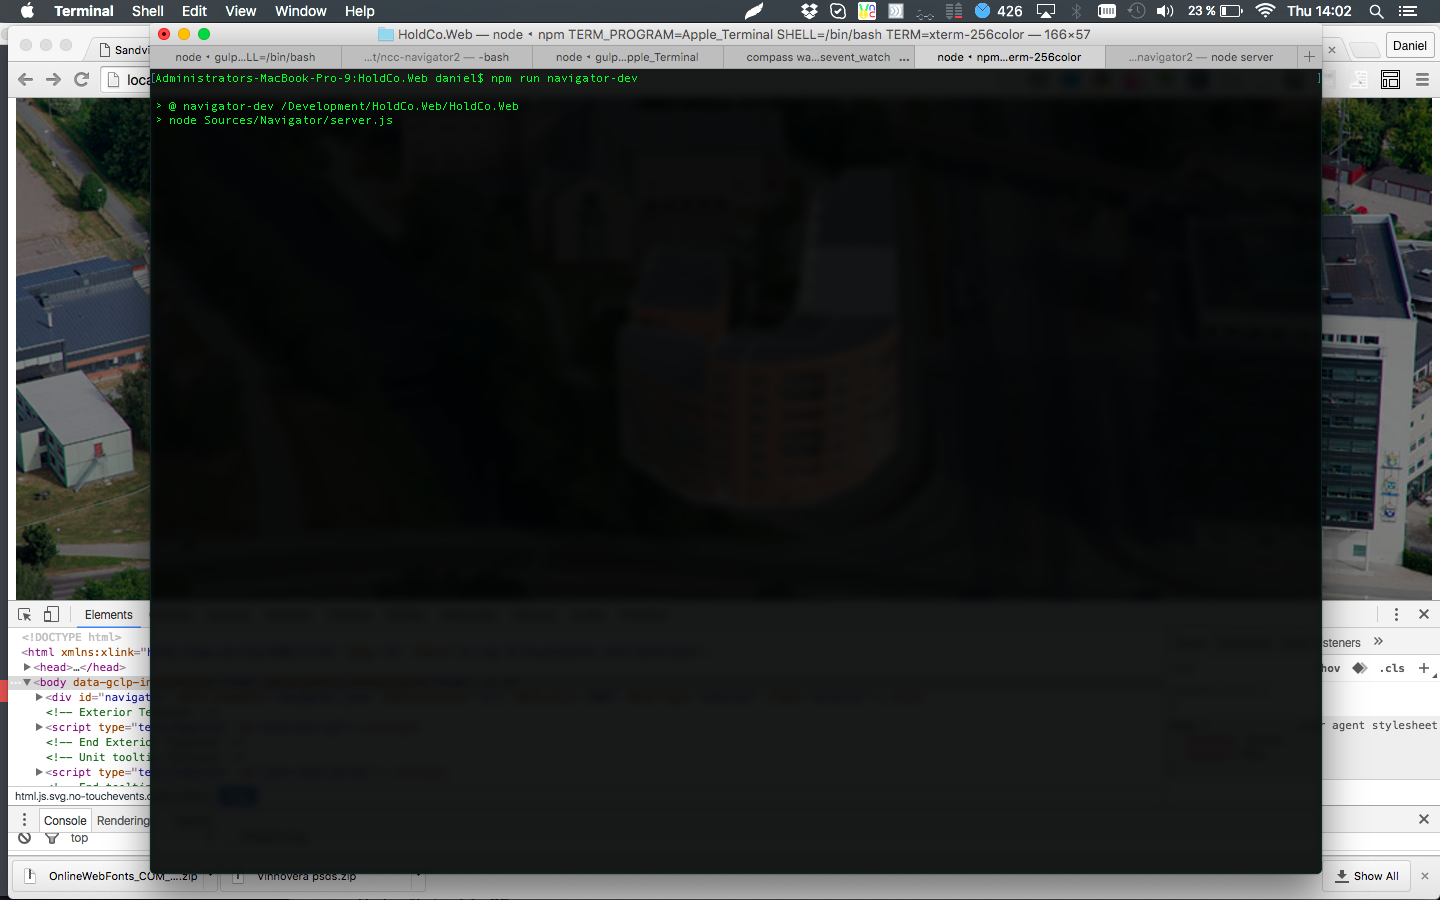 Terminal Shell Edit View Window Help 426 23 % Thu 14:02
HoldCo.Web — node ◂ npm TERM_PROGRAM=Apple_Terminal SHELL=/bin/bash TERM=xterm-256color — 166×57
Sandvi
Daniel
node ◂ gulp...LL=/bin/bash
...t/ncc-navigator2 — -bash
node ◂ gulp...pple_Terminal
compass wa...sevent_watch ...
node ◂ npm...erm-256color
...navigator2 — node server
loca
[Administrators-MacBook-Pro-9:HoldCo.Web daniel$ npm run navigator-dev ]
> @ navigator-dev /Development/HoldCo.Web/HoldCo.Web
> node Sources/Navigator/server.js
Elements
<!DOCTYPE html>
<html xmlns:xlink="
<head>…</head>
<body data-gclp-in
<div id="navigat
<!-- Exterior Te
<script type="te
<!-- End Exterio
<!-- Unit toolti
<script type="te
html.js.svg.no-touchevents.c
steners »
hov .cls +
r agent stylesheet
Console Rendering
top
OnlineWebFonts_COM_....zip
Vinnovera psds.zip
Show All